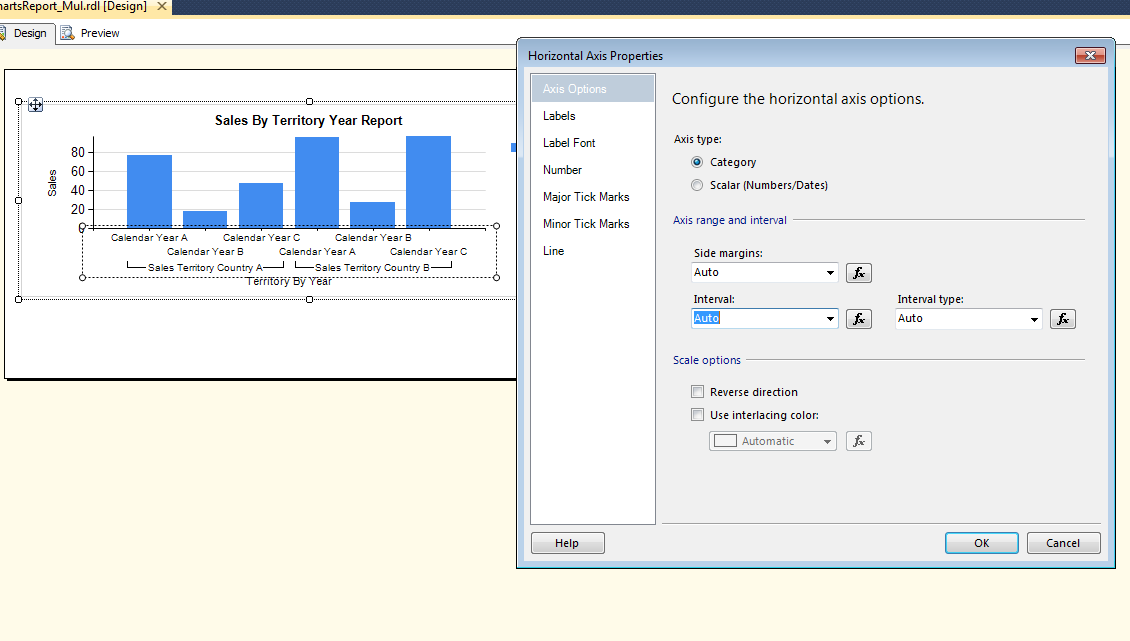 hartsReport_Mul.rdl [Design]
Design Preview
Sales By Territory Year Report
Sales
80
60
40
20
0
Calendar Year A Calendar Year C Calendar Year B
Calendar Year B Calendar Year A Calendar Year C
Sales Territory Country A Sales Territory Country B
Territory By Year
Horizontal Axis Properties
Axis Options
Labels
Label Font
Number
Major Tick Marks
Minor Tick Marks
Line
Configure the horizontal axis options.
Axis type:
Category
Scalar (Numbers/Dates)
Axis range and interval
Side margins:
Auto fx
Interval: Interval type:
Auto fx Auto fx
Scale options
Reverse direction
Use interlacing color:
Automatic fx
Help OK Cancel